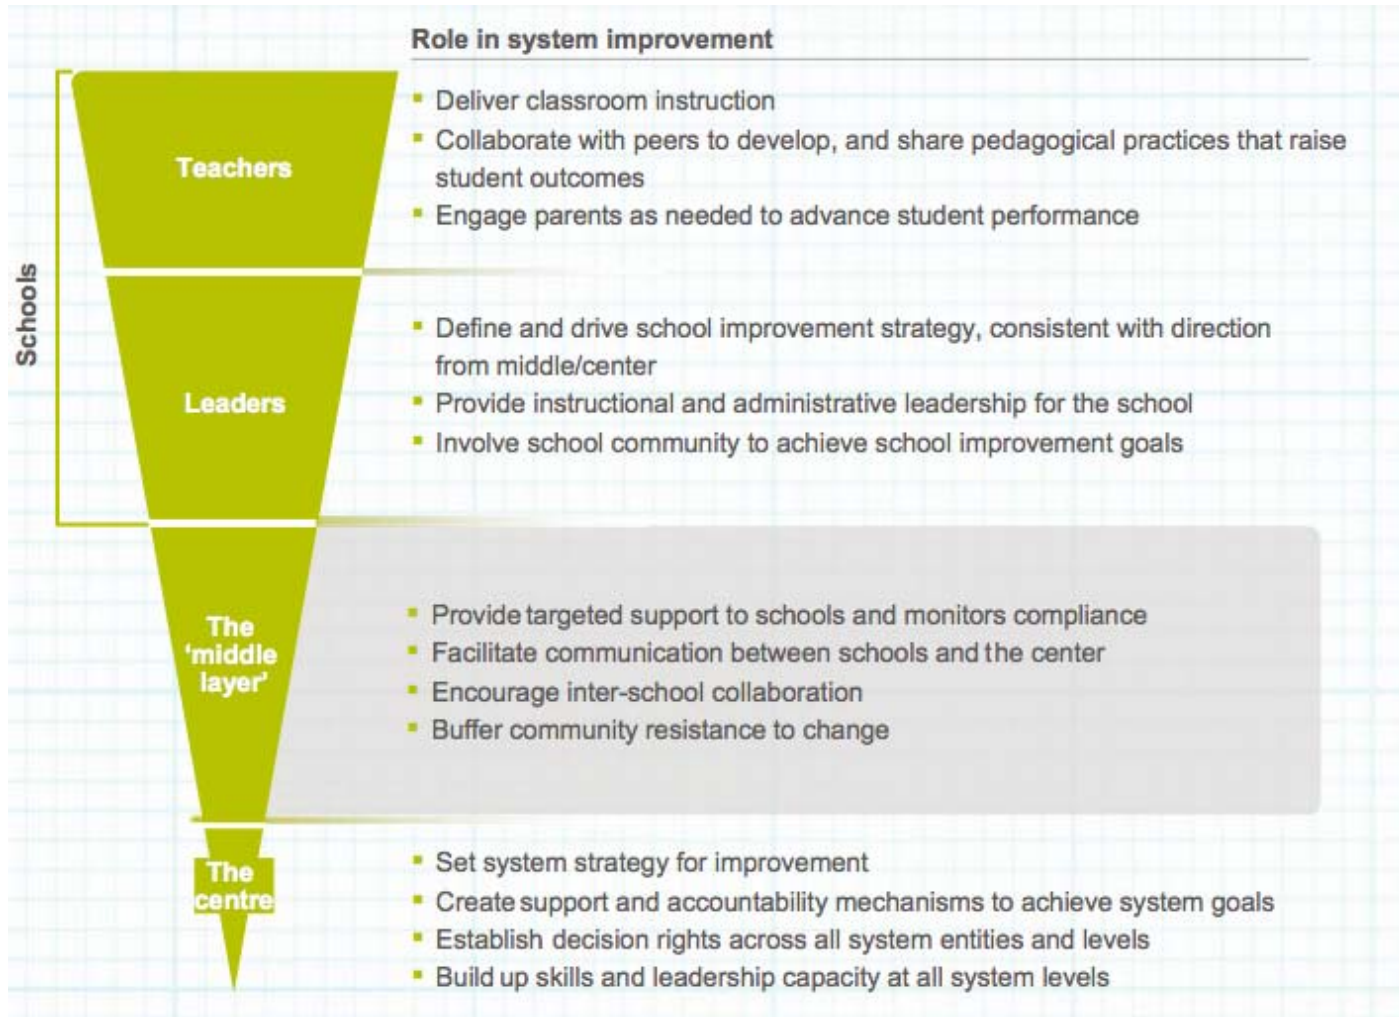 Role in system improvement
Schools
Teachers
▪ Deliver classroom instruction
▪ Collaborate with peers to develop, and share pedagogical practices that raise
student outcomes
▪ Engage parents as needed to advance student performance
Leaders
▪ Define and drive school improvement strategy, consistent with direction
from middle/center
▪ Provide instructional and administrative leadership for the school
▪ Involve school community to achieve school improvement goals
The
‘middle
layer’
▪ Provide targeted support to schools and monitors compliance
▪ Facilitate communication between schools and the center
▪ Encourage inter-school collaboration
▪ Buffer community resistance to change
The
centre
▪ Set system strategy for improvement
▪ Create support and accountability mechanisms to achieve system goals
▪ Establish decision rights across all system entities and levels
▪ Build up skills and leadership capacity at all system levels